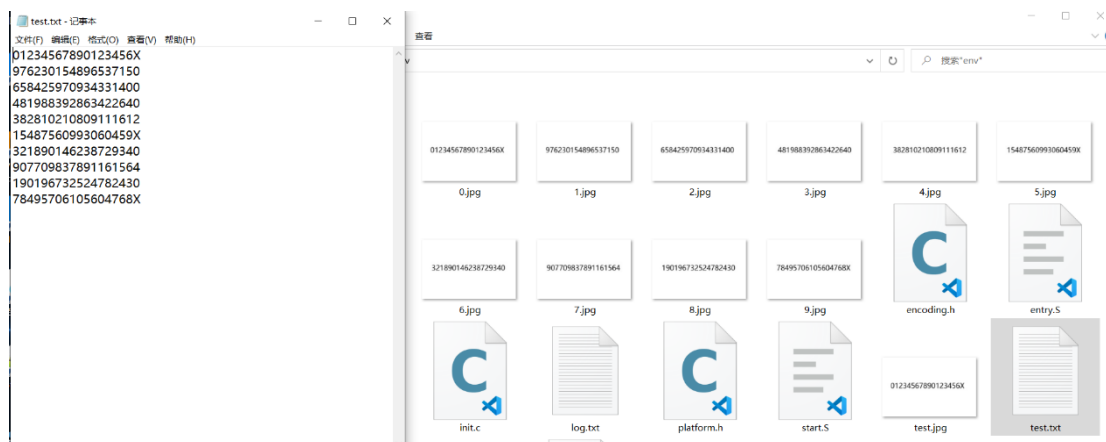 test.txt - 记事本
文件(F) 编辑(E) 格式(O) 查看(V) 帮助(H)
01234567890123456X
976230154896537150
658425970934331400
481988392863422640
382810210809111612
15487560993060459X
321890146238729340
907709837891161564
190196732524782430
78495706105604768X
查看
v
搜索"env"
01234567890123456X
976230154896537150
658425970934331400
481988392863422640
382810210809111612
15487560993060459X
0.jpg
1.jpg
2.jpg
3.jpg
4.jpg
5.jpg
321890146238729340
907709837891161564
190196732524782430
78495706105604768X
C
6.jpg
7.jpg
8.jpg
9.jpg
encoding.h
entry.S
C
C
01234567890123456X
init.c
log.txt
platform.h
start.S
test.jpg
test.txt